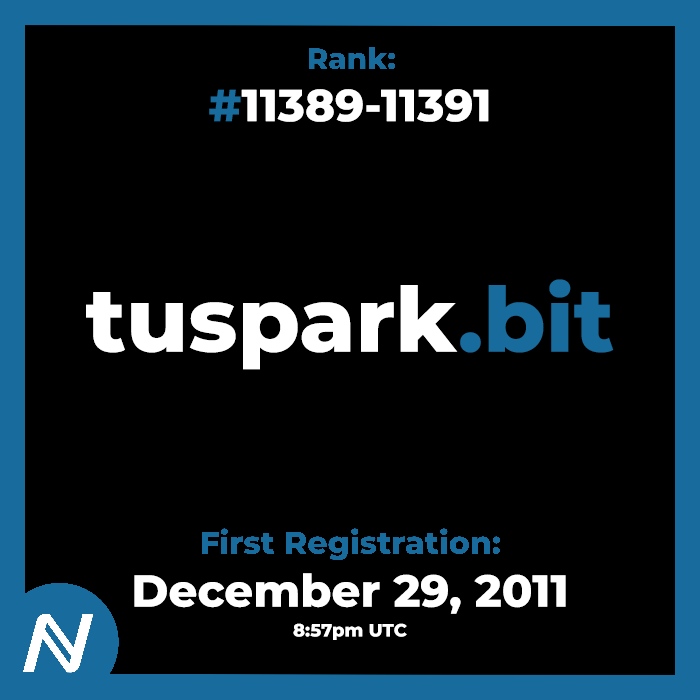 Rank:
#11389-11391
tuspark.bit
First Registration:
December 29, 2011
8:57pm UTC
N